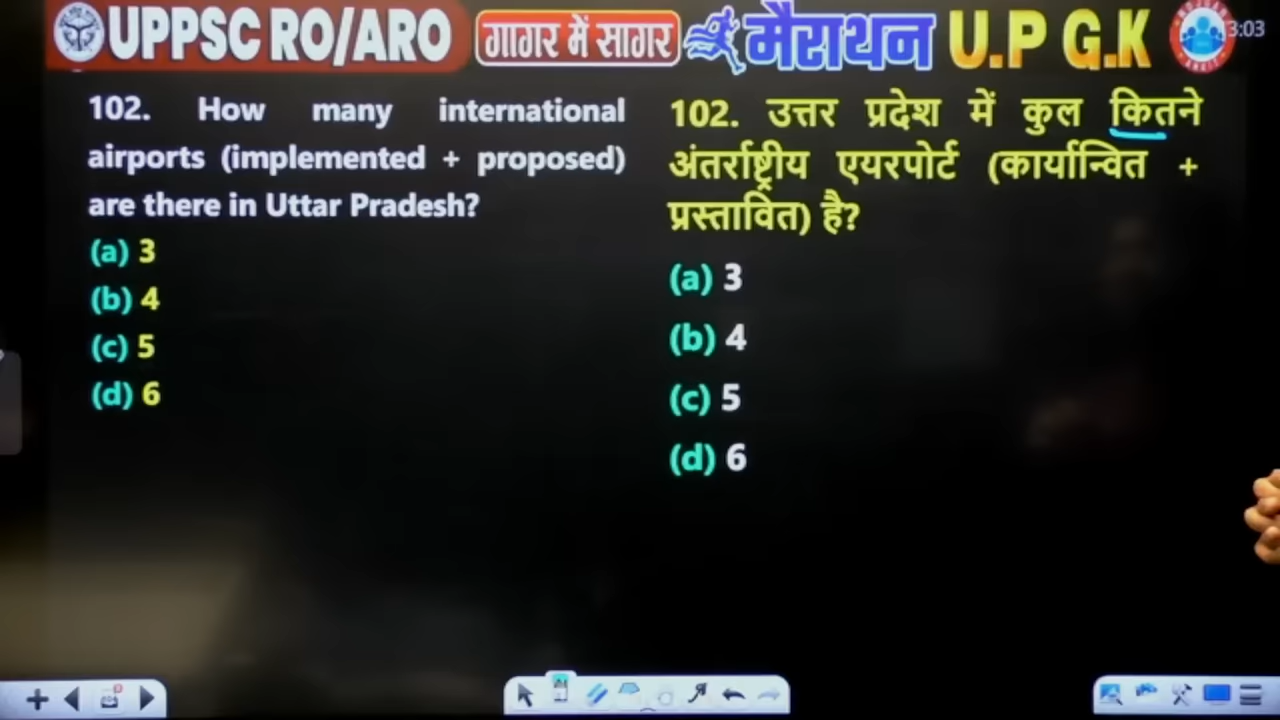 UPPSC RO/ARO गागर में सागर मैराथन U.P G.K
3:03
102. How many international
airports (implemented + proposed)
are there in Uttar Pradesh?
(a) 3
(b) 4
(c) 5
(d) 6
102. उत्तर प्रदेश में कुल कितने
अंतर्राष्ट्रीय एयरपोर्ट (कार्यान्वित +
प्रस्तावित) है?
(a) 3
(b) 4
(c) 5
(d) 6